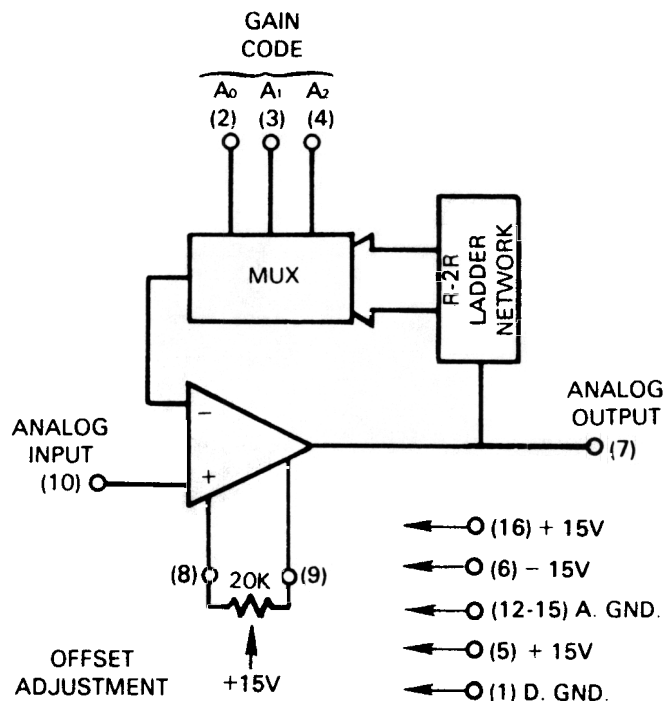 GAIN
CODE
A₀ A₁ A₂
(2) (3) (4)
MUX
R-2R
LADDER
NETWORK
−
+
ANALOG
INPUT
(10)
ANALOG
OUTPUT
(7)
(8) 20K (9)
OFFSET
ADJUSTMENT
+15V
(16) + 15V
(6) − 15V
(12-15) A. GND.
(5) + 15V
(1) D. GND.